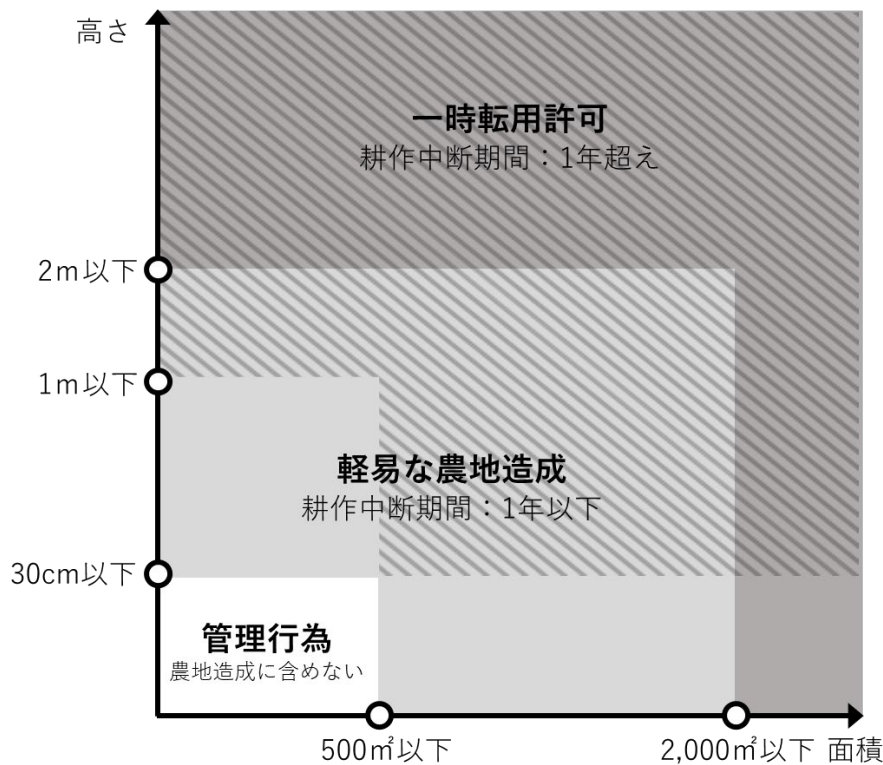 高さ
一時転用許可
耕作中断期間：1年超え
2ｍ以下
1ｍ以下
軽易な農地造成
耕作中断期間：1年以下
30cm以下
管理行為
農地造成に含めない
500㎡以下
2,000㎡以下 面積